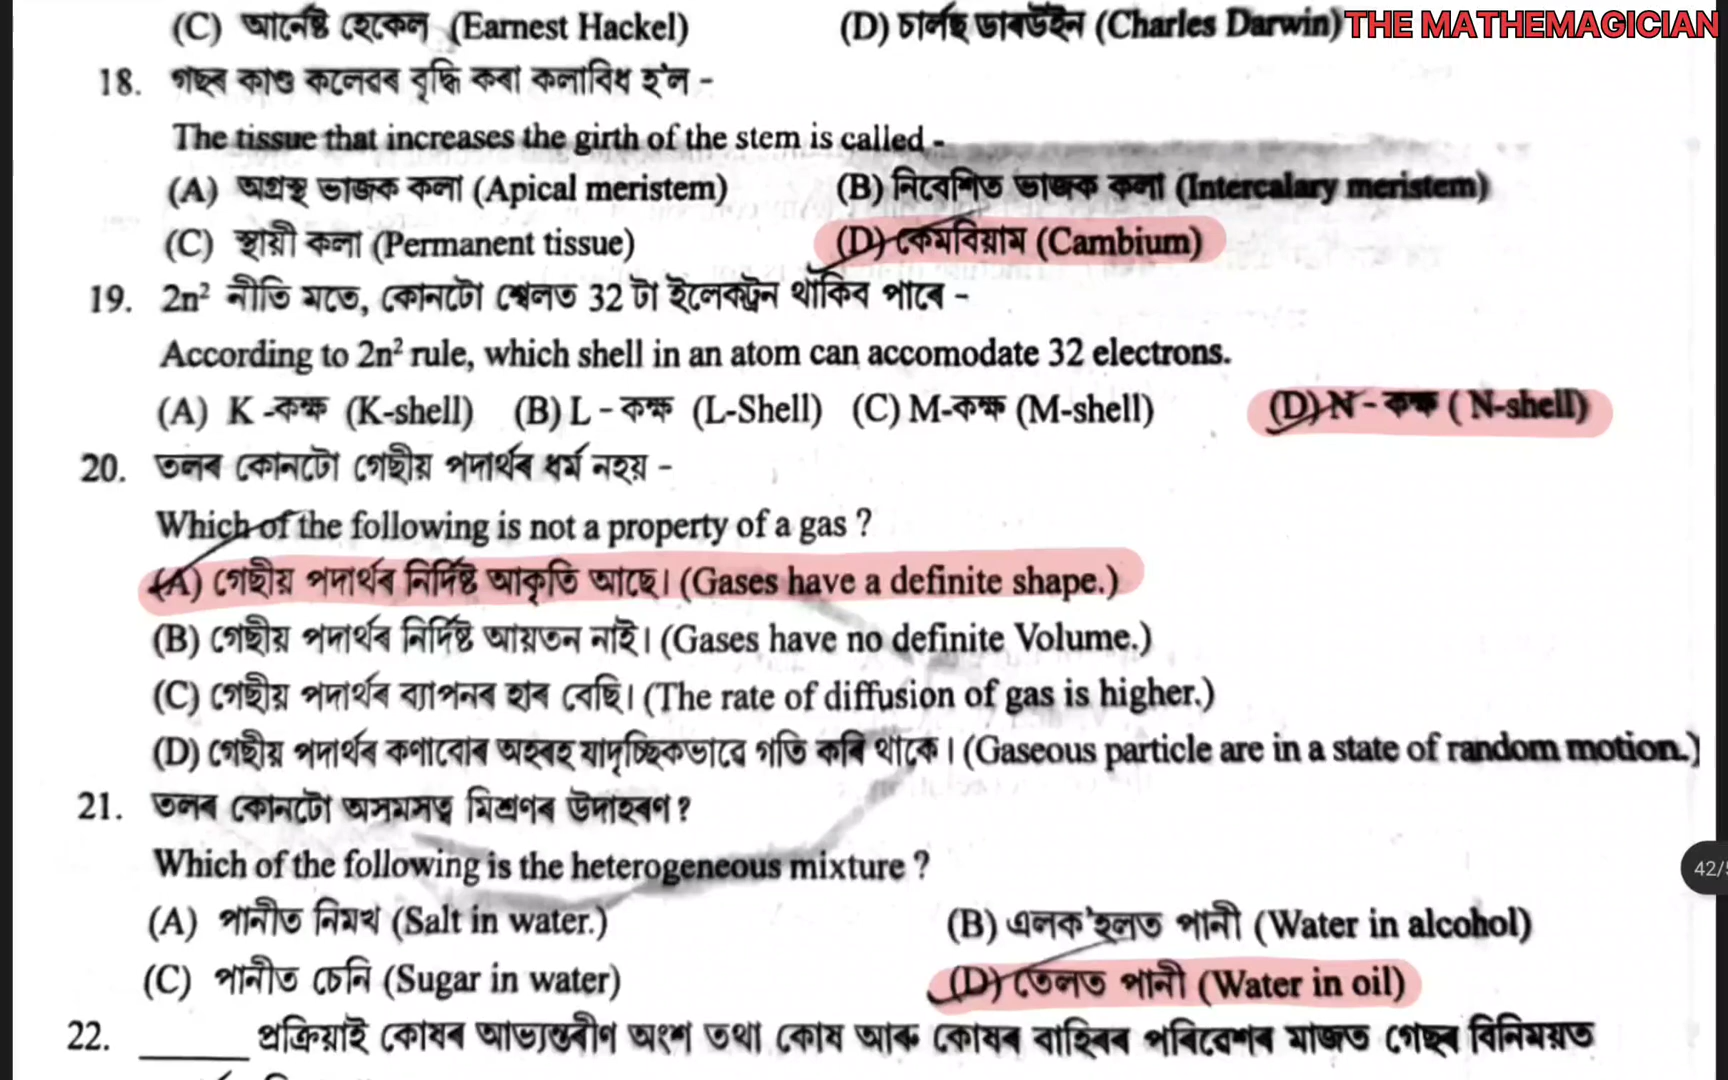 (C) আৰ্নেষ্ট হেকেল (Earnest Hackel) (D) চাৰ্লছ ডাৰউইন (Charles Darwin) THE MATHEMAGICIAN
18. গছৰ কাণ্ড কলেবৰ বৃদ্ধি কৰা কলাবিধ হ'ল -
The tissue that increases the girth of the stem is called -
(A) অগ্ৰস্থ ভাজক কলা (Apical meristem) (B) নিবেশিত ভাজক কলা (Intercalary meristem)
(C) স্থায়ী কলা (Permanent tissue) (D) কেমবিয়াম (Cambium)
19. 2n² নীতি মতে, কোনটো শ্বেলত 32 টা ইলেকট্ৰন থাকিব পাৰে -
According to 2n² rule, which shell in an atom can accomodate 32 electrons.
(A) K -কক্ষ (K-shell) (B) L - কক্ষ (L-Shell) (C) M-কক্ষ (M-shell) (D) N - কক্ষ ( N-shell)
20. তলৰ কোনটো গেছীয় পদাৰ্থৰ ধৰ্ম নহয় -
Which of the following is not a property of a gas ?
(A) গেছীয় পদাৰ্থৰ নিৰ্দিষ্ট আকৃতি আছে। (Gases have a definite shape.)
(B) গেছীয় পদাৰ্থৰ নিৰ্দিষ্ট আয়তন নাই। (Gases have no definite Volume.)
(C) গেছীয় পদাৰ্থৰ ব্যাপনৰ হাৰ বেছি। (The rate of diffusion of gas is higher.)
(D) গেছীয় পদাৰ্থৰ কণাবোৰ অহৰহ যাদৃচ্ছিকভাবে গতি কৰি থাকে। (Gaseous particle are in a state of random motion.)
21. তলৰ কোনটো অসমসত্ব মিশ্ৰণৰ উদাহৰণ ?
Which of the following is the heterogeneous mixture ?
(A) পানীত নিমখ (Salt in water.) (B) এলক'হলত পানী (Water in alcohol)
(C) পানীত চেনি (Sugar in water) (D) তেলত পানী (Water in oil)
42/
22. ______ প্ৰক্ৰিয়াই কোষৰ আভ্যন্তৰীণ অংশ তথা কোষ আৰু কোষৰ বাহিৰৰ পৰিবেশৰ মাজত গেছৰ বিনিময়ত